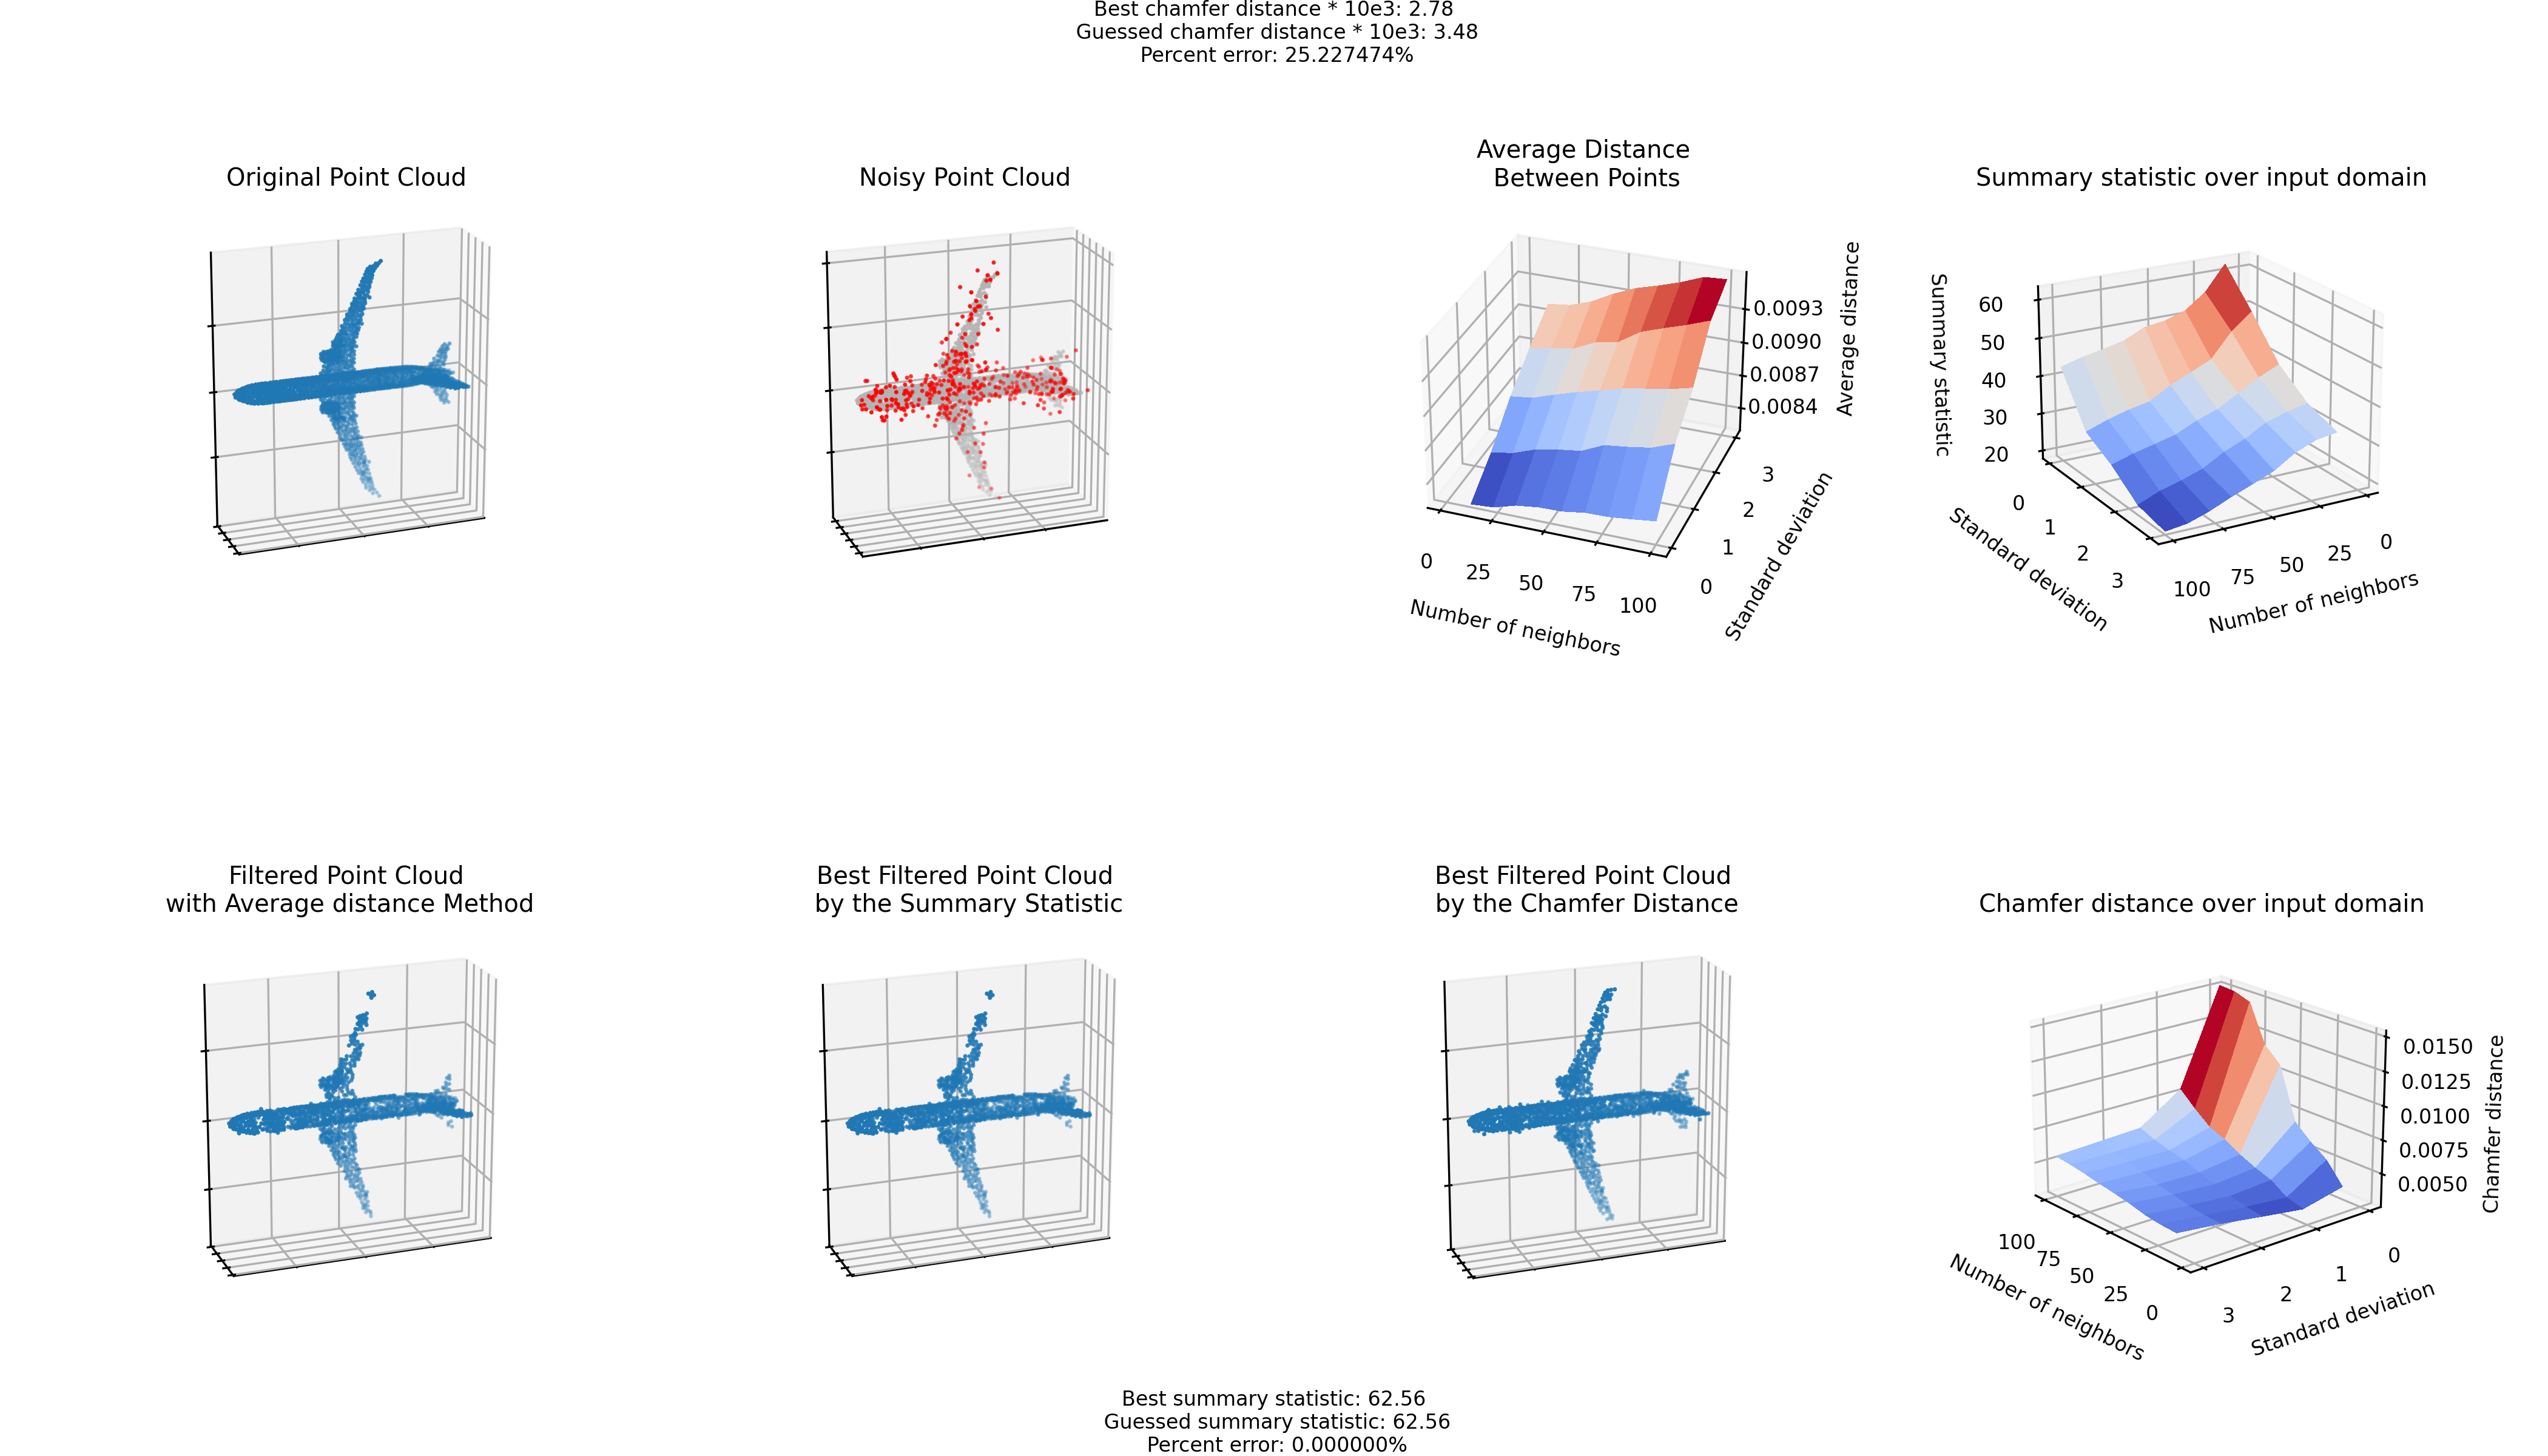 Best chamfer distance * 10e3: 2.78
Guessed chamfer distance * 10e3: 3.48
Percent error: 25.227474%
Original Point Cloud
Noisy Point Cloud
Average Distance
Between Points
0.0093
0.0090
0.0087
0.0084
Average distance
3
2
1
0
Standard deviation
0
25
50
75
100
Number of neighbors
Summary statistic over input domain
60
50
40
30
20
Summary statistic
0
1
2
3
Standard deviation
100
75
50
25
0
Number of neighbors
Filtered Point Cloud
with Average distance Method
Best Filtered Point Cloud
by the Summary Statistic
Best Filtered Point Cloud
by the Chamfer Distance
Chamfer distance over input domain
0.0150
0.0125
0.0100
0.0075
0.0050
Chamfer distance
100
75
50
25
0
Number of neighbors
3
2
1
0
Standard deviation
Best summary statistic: 62.56
Guessed summary statistic: 62.56
Percent error: 0.000000%